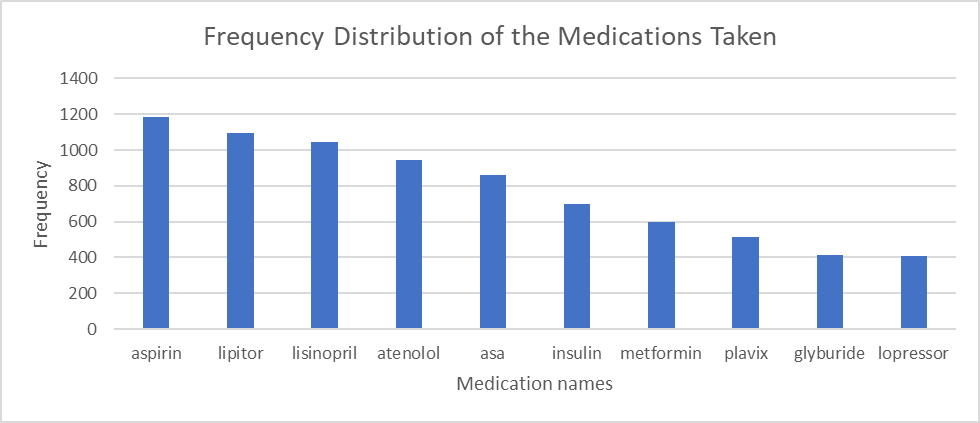 Frequency Distribution of the Medications Taken
1400
1200
1000
800
600
400
200
0
Frequency
aspirin lipitor lisinopril atenolol asa insulin metformin plavix glyburide lopressor
Medication names